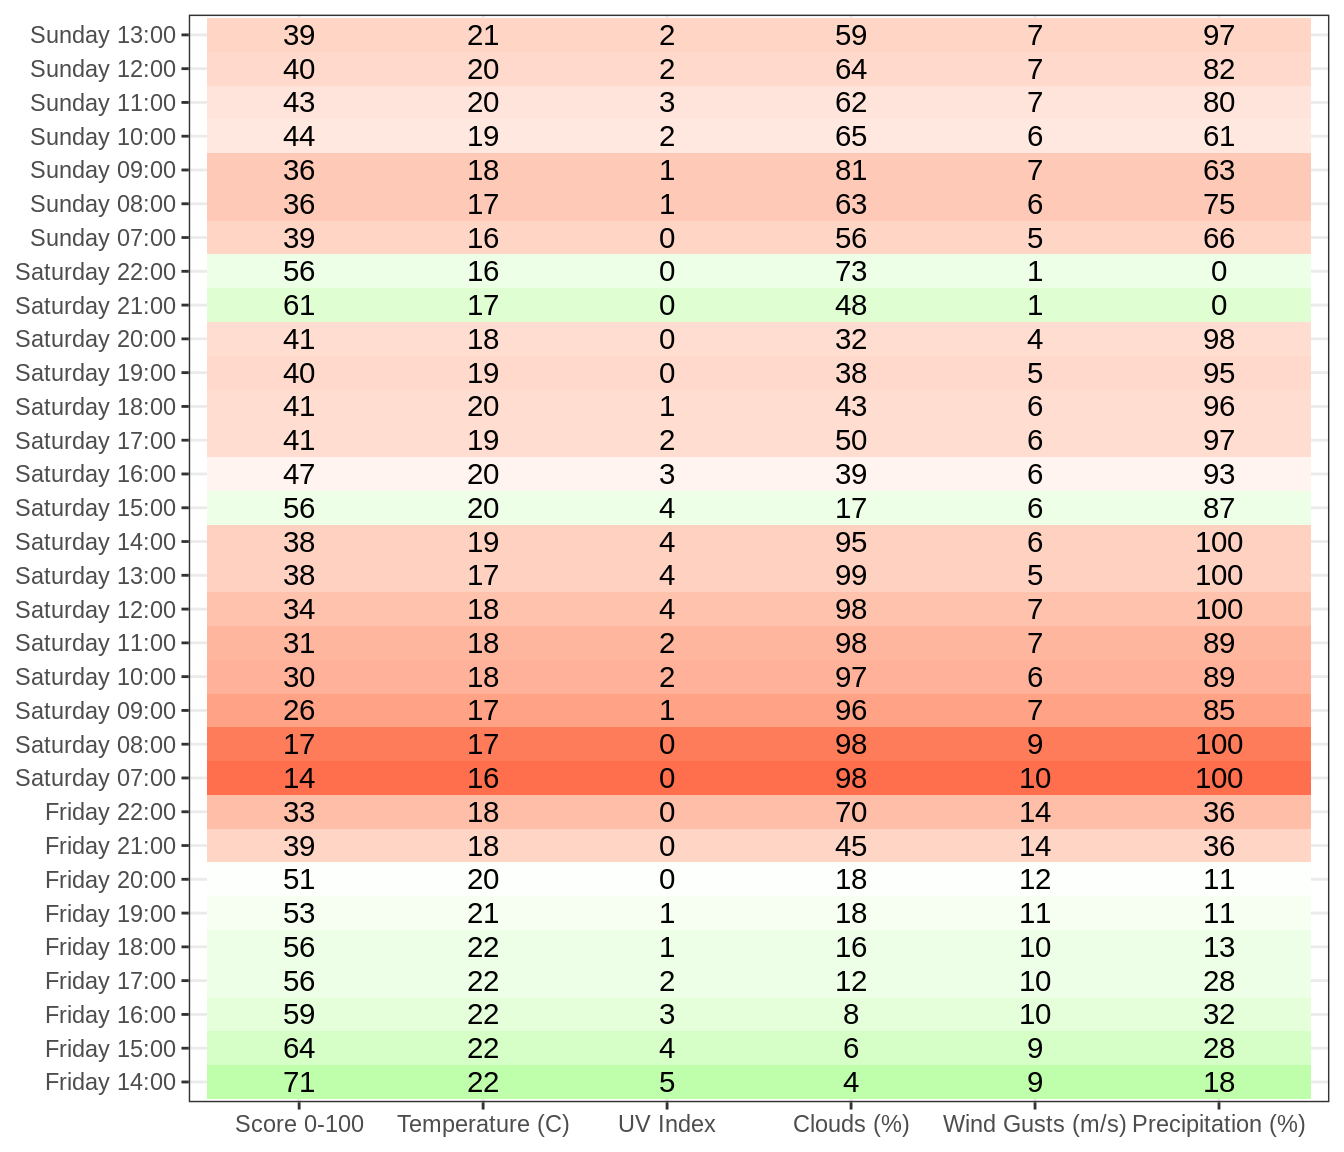 Sunday 13:00 39 21 2 59 7 97
Sunday 12:00 40 20 2 64 7 82
Sunday 11:00 43 20 3 62 7 80
Sunday 10:00 44 19 2 65 6 61
Sunday 09:00 36 18 1 81 7 63
Sunday 08:00 36 17 1 63 6 75
Sunday 07:00 39 16 0 56 5 66
Saturday 22:00 56 16 0 73 1 0
Saturday 21:00 61 17 0 48 1 0
Saturday 20:00 41 18 0 32 4 98
Saturday 19:00 40 19 0 38 5 95
Saturday 18:00 41 20 1 43 6 96
Saturday 17:00 41 19 2 50 6 97
Saturday 16:00 47 20 3 39 6 93
Saturday 15:00 56 20 4 17 6 87
Saturday 14:00 38 19 4 95 6 100
Saturday 13:00 38 17 4 99 5 100
Saturday 12:00 34 18 4 98 7 100
Saturday 11:00 31 18 2 98 7 89
Saturday 10:00 30 18 2 97 6 89
Saturday 09:00 26 17 1 96 7 85
Saturday 08:00 17 17 0 98 9 100
Saturday 07:00 14 16 0 98 10 100
Friday 22:00 33 18 0 70 14 36
Friday 21:00 39 18 0 45 14 36
Friday 20:00 51 20 0 18 12 11
Friday 19:00 53 21 1 18 11 11
Friday 18:00 56 22 1 16 10 13
Friday 17:00 56 22 2 12 10 28
Friday 16:00 59 22 3 8 10 32
Friday 15:00 64 22 4 6 9 28
Friday 14:00 71 22 5 4 9 18
Score 0-100 Temperature (C) UV Index Clouds (%) Wind Gusts (m/s) Precipitation (%)